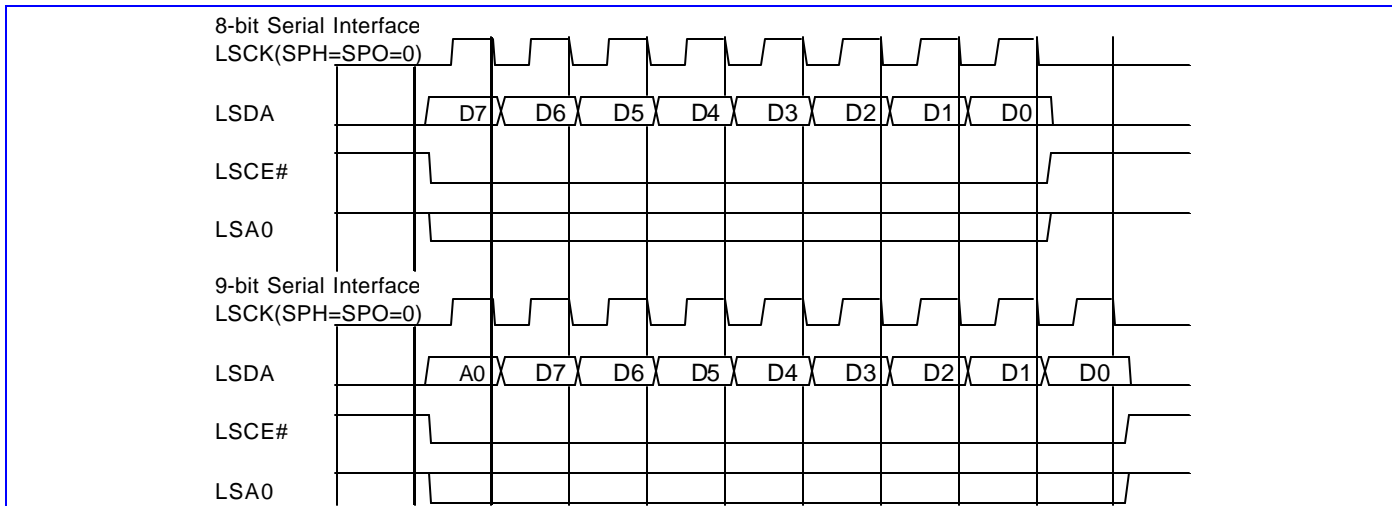 8-bit Serial Interface
LSCK(SPH=SPO=0)
LSDA D7 D6 D5 D4 D3 D2 D1 D0
LSCE#
LSA0
9-bit Serial Interface
LSCK(SPH=SPO=0)
LSDA A0 D7 D6 D5 D4 D3 D2 D1 D0
LSCE#
LSA0